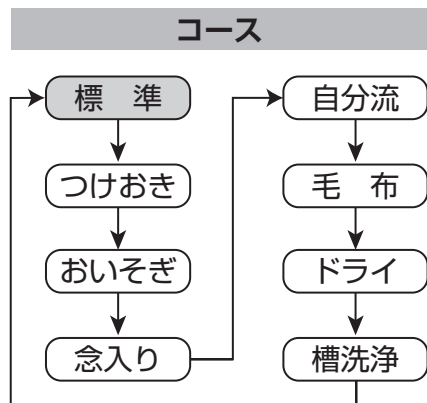 コース
標 準
つけおき
おいそぎ
念入り
自分流
毛 布
ドライ
槽洗浄